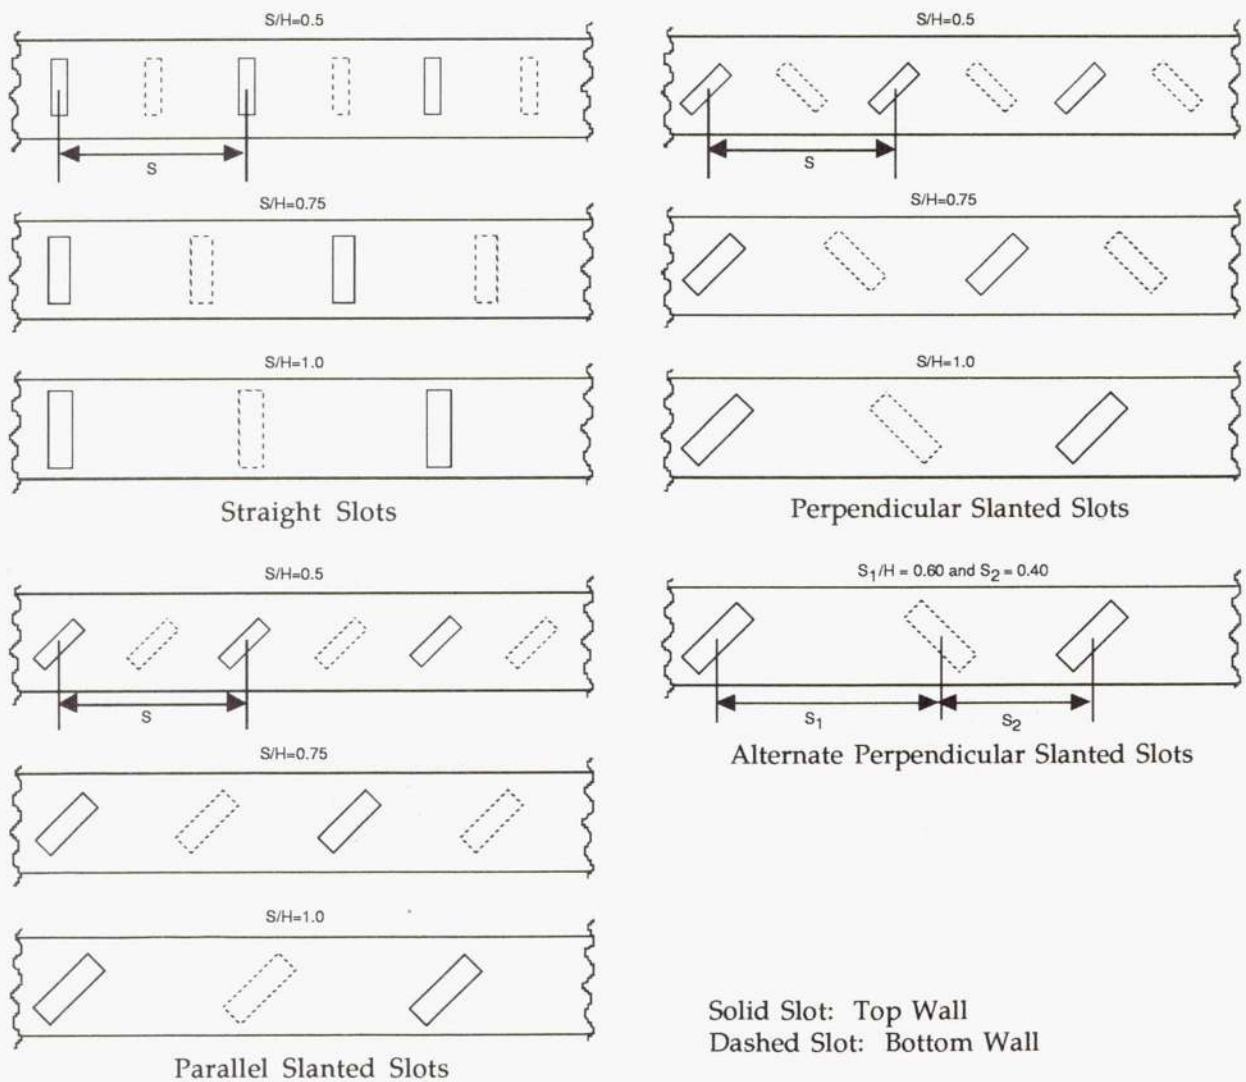 S/H=0.5
S
S/H=0.75
S/H=1.0
Straight Slots
S/H=0.5
S
S/H=0.75
S/H=1.0
Perpendicular Slanted Slots
S/H=0.5
S
S/H=0.75
S/H=1.0
Parallel Slanted Slots
S₁/H = 0.60 and S₂ = 0.40
S₁
S₂
Alternate Perpendicular Slanted Slots
Solid Slot: Top Wall
Dashed Slot: Bottom Wall